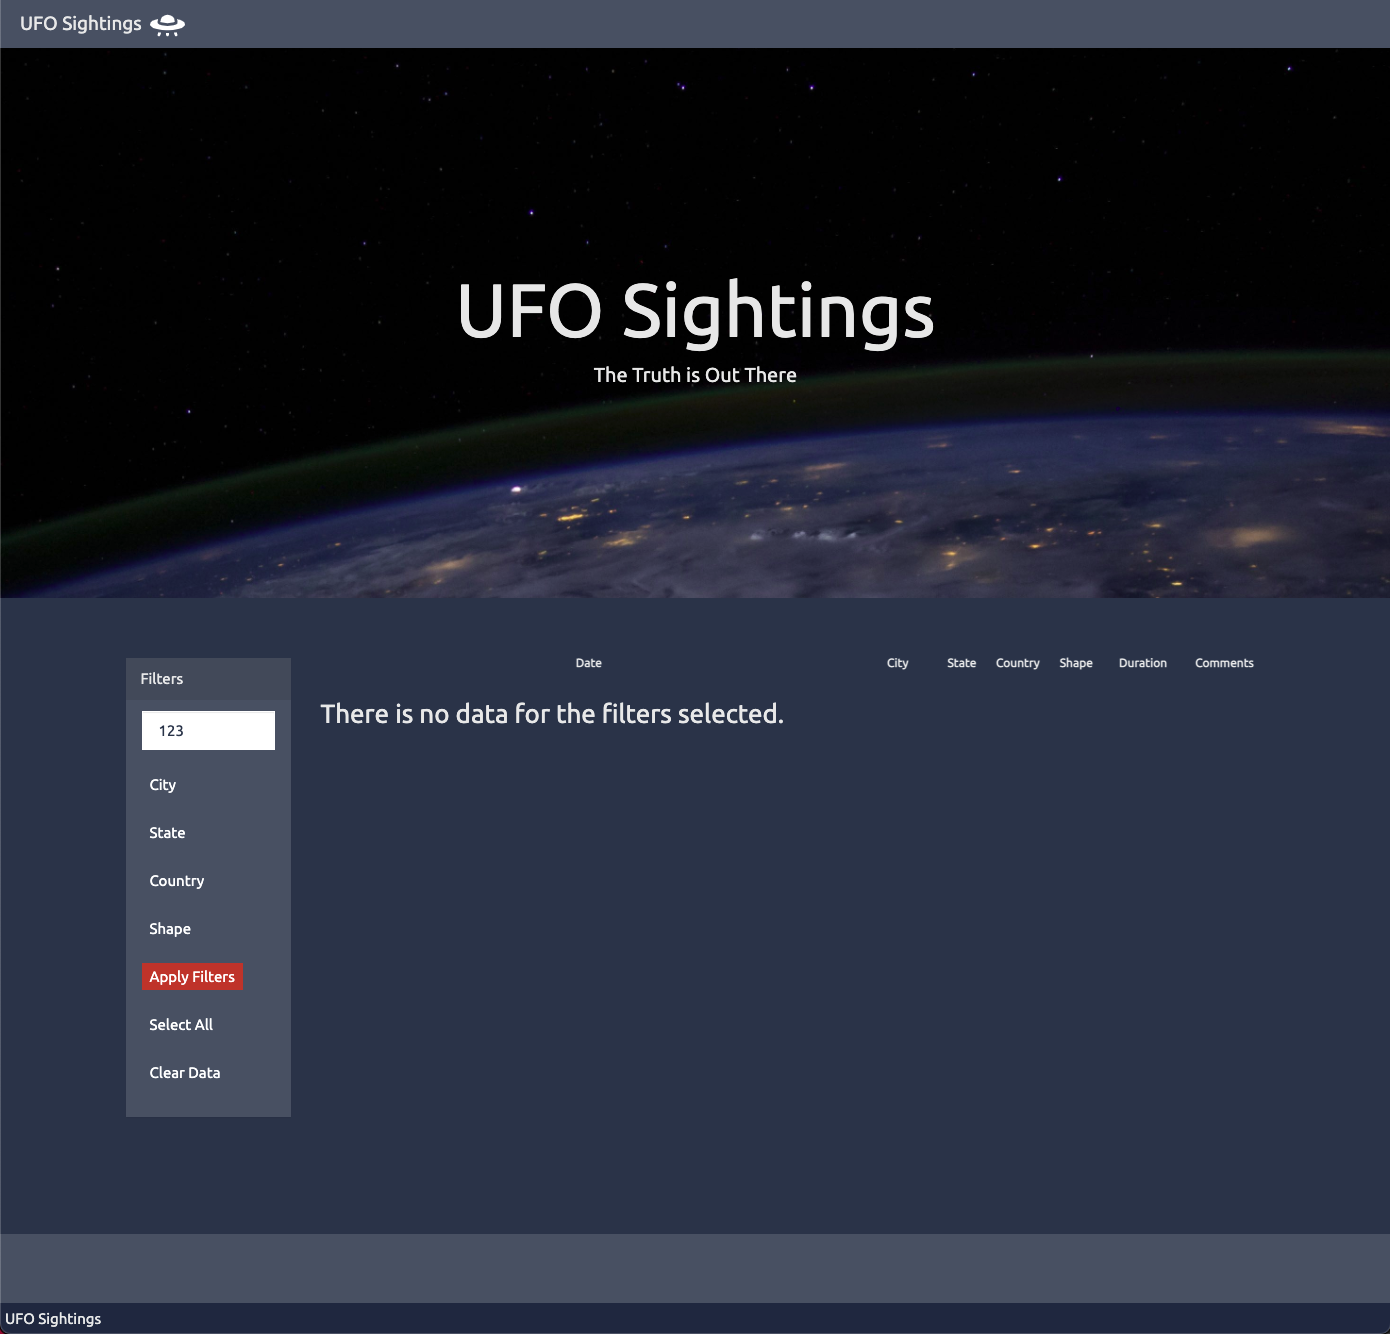 UFO Sightings
UFO Sightings
The Truth is Out There
Filters
123
City
State
Country
Shape
Apply Filters
Select All
Clear Data
Date City State Country Shape Duration Comments
There is no data for the filters selected.
UFO Sightings